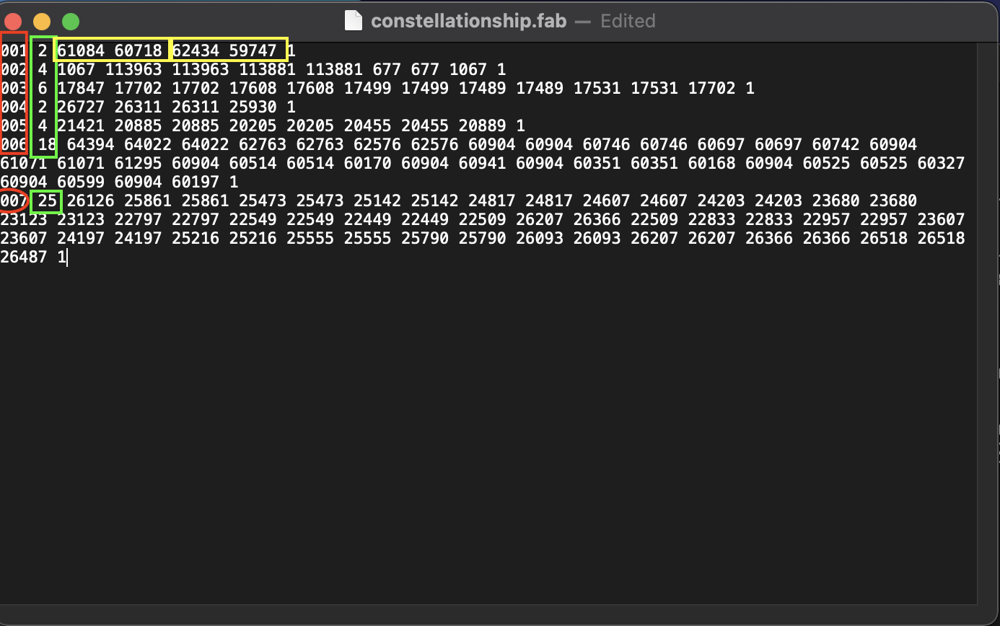 constellationship.fab — Edited
001 2 61084 60718 62434 59747 1
002 4 1067 113963 113963 113881 113881 677 677 1067 1
003 6 17847 17702 17702 17608 17608 17499 17499 17489 17489 17531 17531 17702 1
004 2 26727 26311 26311 25930 1
005 4 21421 20885 20885 20205 20205 20455 20455 20889 1
006 18 64394 64022 64022 62763 62763 62576 62576 60904 60904 60746 60746 60697 60697 60742 60904
61071 61071 61295 60904 60514 60514 60170 60904 60941 60904 60351 60351 60168 60904 60525 60525 60327
60904 60599 60904 60197 1
007 25 26126 25861 25861 25473 25473 25142 25142 24817 24817 24607 24607 24203 24203 23680 23680
23123 23123 22797 22797 22549 22549 22449 22449 22509 26207 26366 22509 22833 22833 22957 22957 23607
23607 24197 24197 25216 25216 25555 25555 25790 25790 26093 26093 26207 26207 26366 26366 26518 26518
26487 1